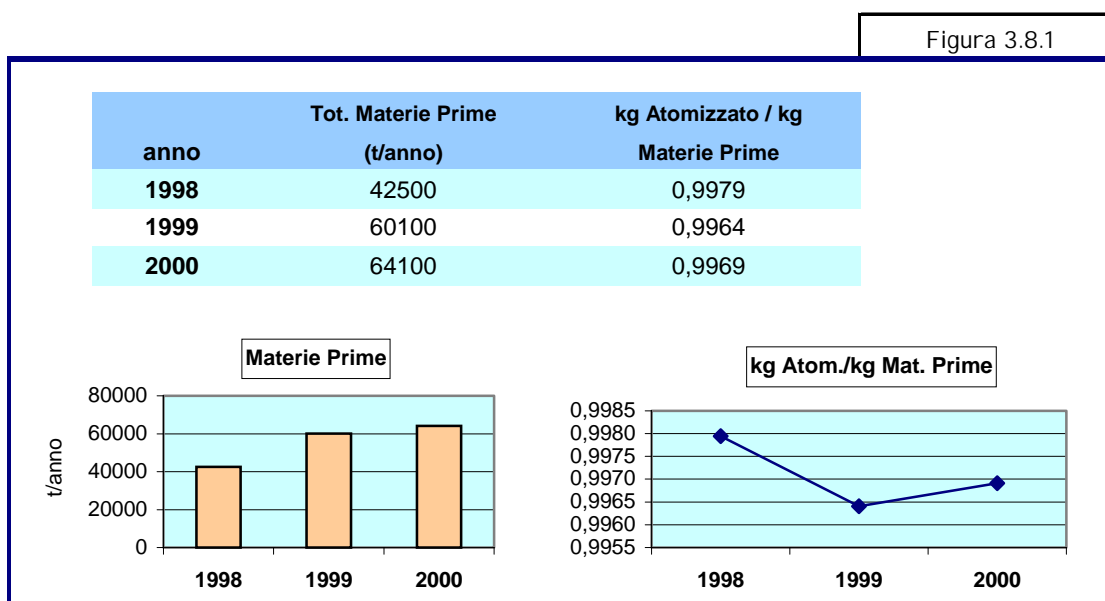 Figura 3.8.1
Tot. Materie Prime kg Atomizzato / kg
anno (t/anno) Materie Prime
1998 42500 0,9979
1999 60100 0,9964
2000 64100 0,9969
Materie Prime
80000
60000
40000
20000
0
t/anno
1998 1999 2000
kg Atom./kg Mat. Prime
0,9985
0,9980
0,9975
0,9970
0,9965
0,9960
0,9955
1998 1999 2000